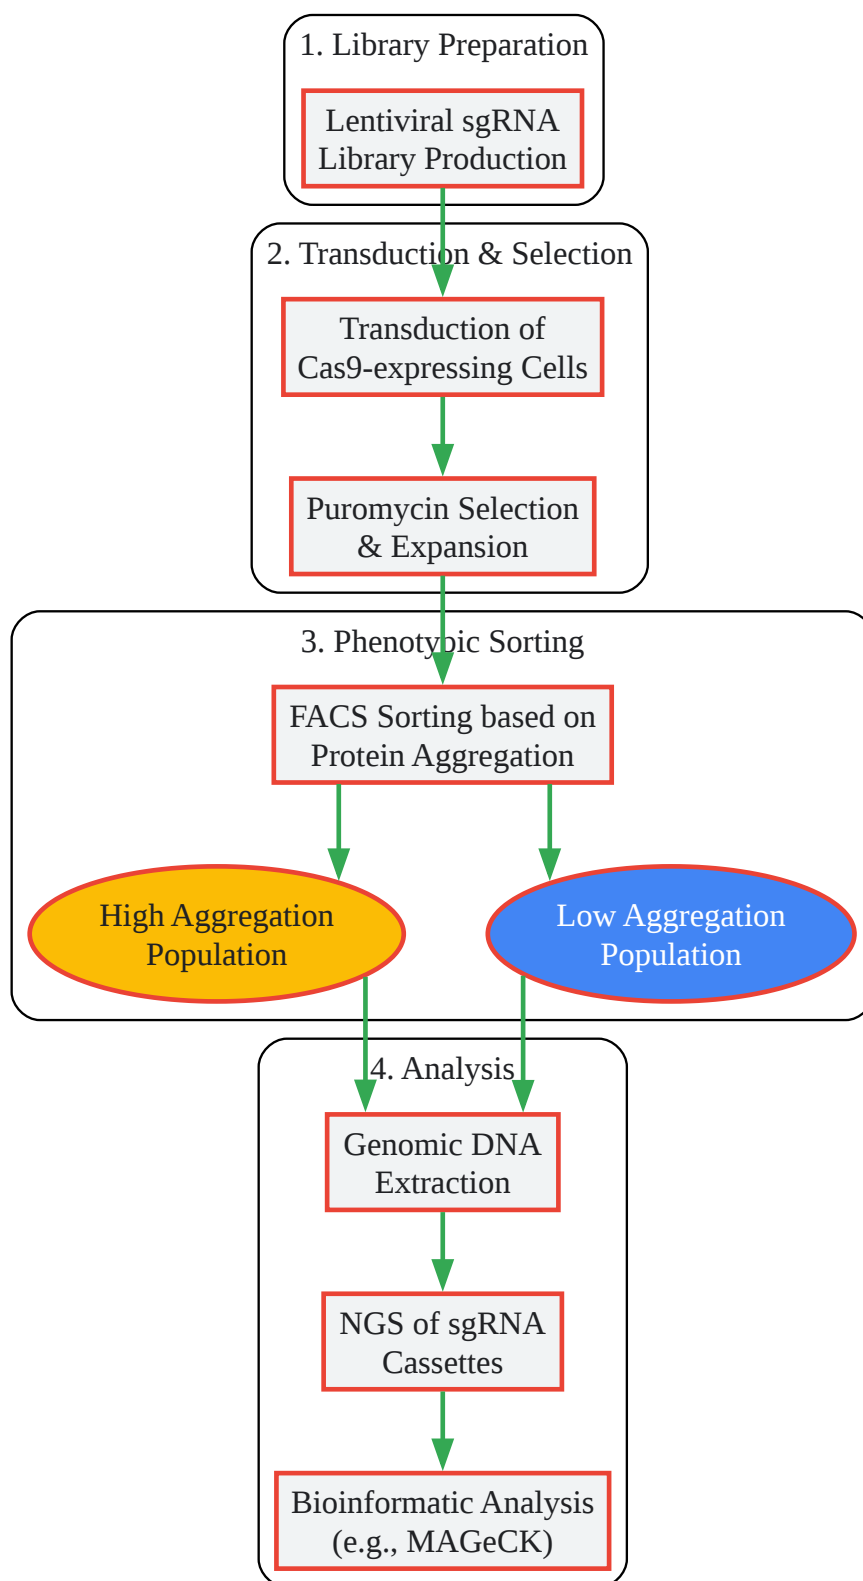 1. Library Preparation
Lentiviral sgRNA
Library Production
2. Transduction & Selection
Transduction of
Cas9-expressing Cells
Puromycin Selection
& Expansion
3. Phenotypic Sorting
FACS Sorting based on
Protein Aggregation
High Aggregation
Population
Low Aggregation
Population
4. Analysis
Genomic DNA
Extraction
NGS of sgRNA
Cassettes
Bioinformatic Analysis
(e.g., MAGeCK)